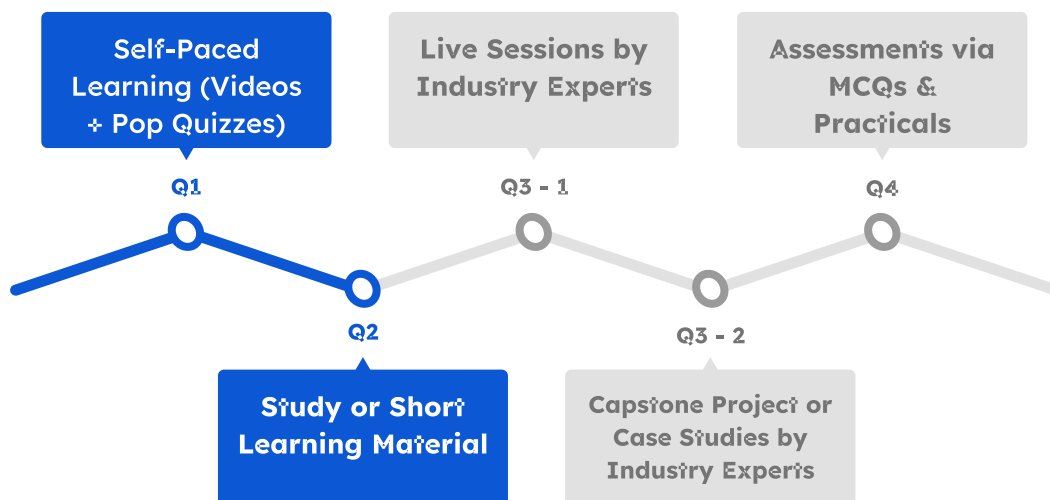 Self-Paced
Learning (Videos
+ Pop Quizzes)
Live Sessions by
Industry Experts
Assessments via
MCQs &
Practicals
Q1
Q3 - 1
Q4
Q2
Q3 - 2
Study or Short
Learning Material
Capstone Project or
Case Studies by
Industry Experts